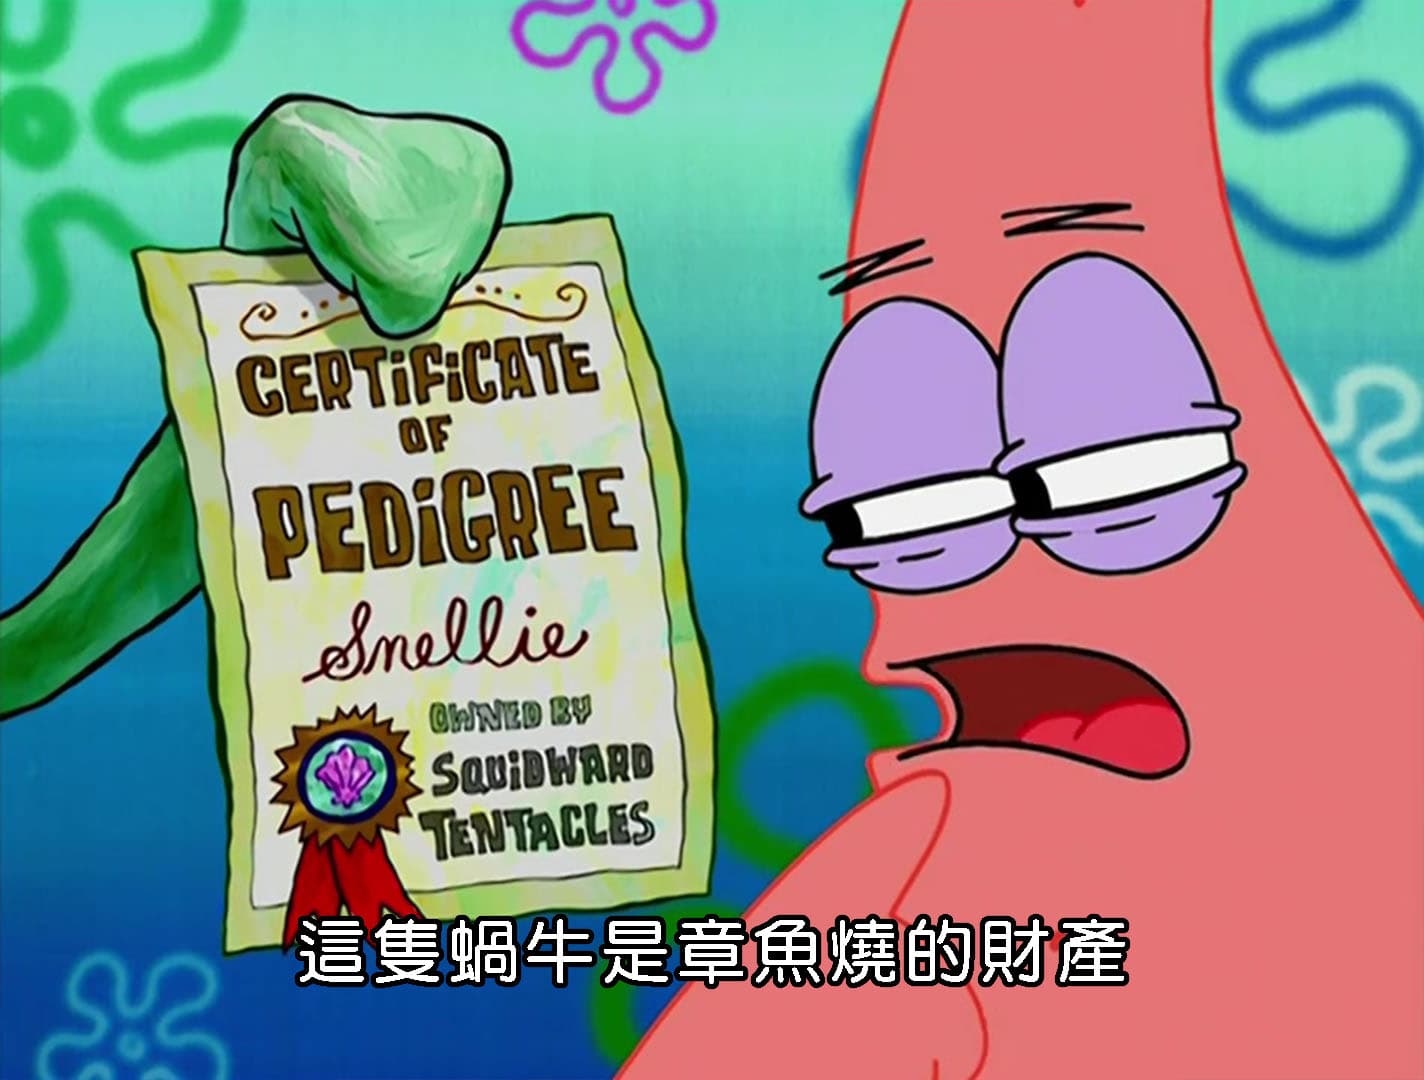 CERTiFiCATE
OF
PEDiGREE
Snellie
OWNED BY
SQUiDWARD
TENTACLES
這隻蝸牛是章魚燒的財產